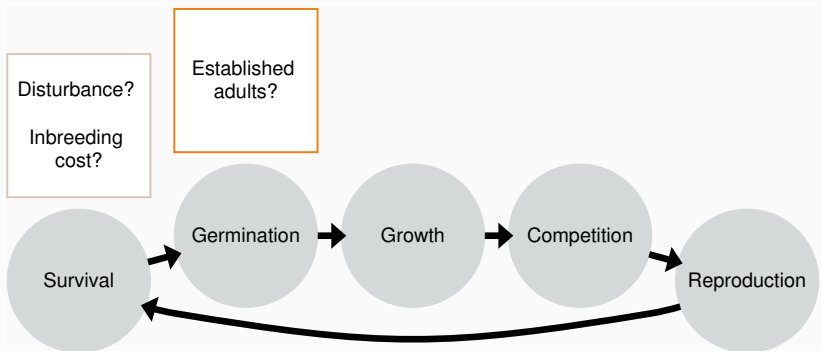 Disturbance?
Inbreeding
cost?
Established
adults?
Survival
Germination
Growth
Competition
Reproduction